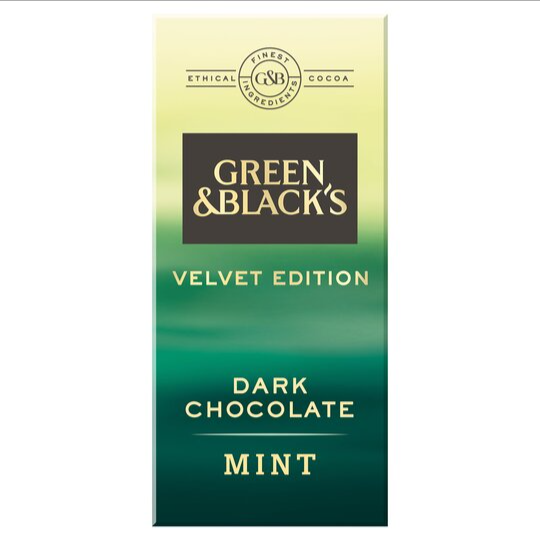 FINEST
ETHICAL G&B COCOA
INGREDIENTS
GREEN
&BLACK'S
VELVET EDITION
DARK
CHOCOLATE
MINT